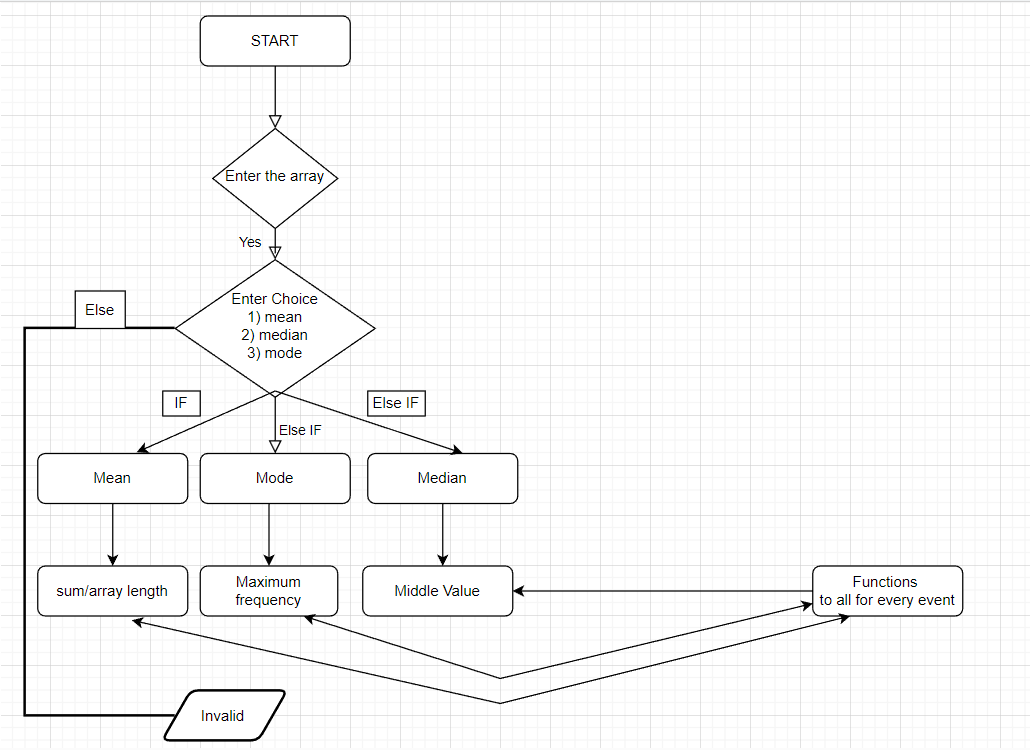 START
Enter the array
Yes
Else
Enter Choice
1) mean
2) median
3) mode
IF
Else IF
Else IF
Mean
Mode
Median
sum/array length
Maximum
frequency
Middle Value
Functions
to all for every event
Invalid